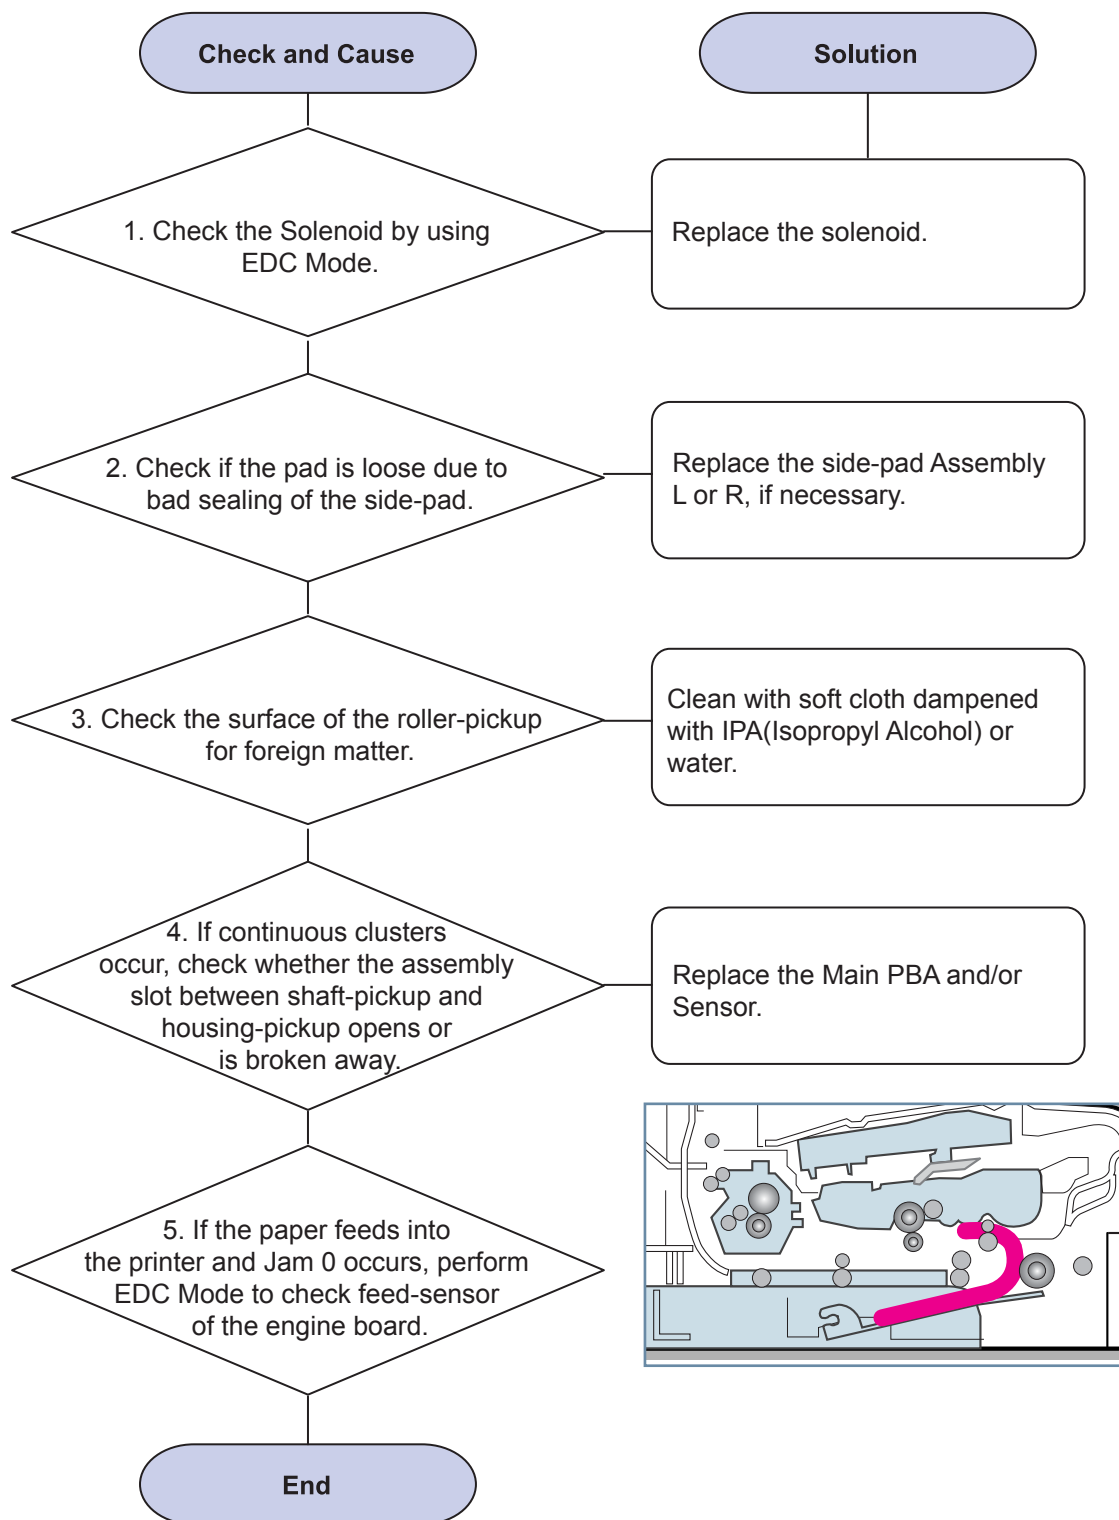 Check and Cause
Solution
1. Check the Solenoid by using
EDC Mode.
Replace the solenoid.
2. Check if the pad is loose due to
bad sealing of the side-pad.
Replace the side-pad Assembly
L or R, if necessary.
3. Check the surface of the roller-pickup
for foreign matter.
Clean with soft cloth dampened
with IPA(Isopropyl Alcohol) or
water.
4. If continuous clusters
occur, check whether the assembly
slot between shaft-pickup and
housing-pickup opens or
is broken away.
Replace the Main PBA and/or
Sensor.
5. If the paper feeds into
the printer and Jam 0 occurs, perform
EDC Mode to check feed-sensor
of the engine board.
End